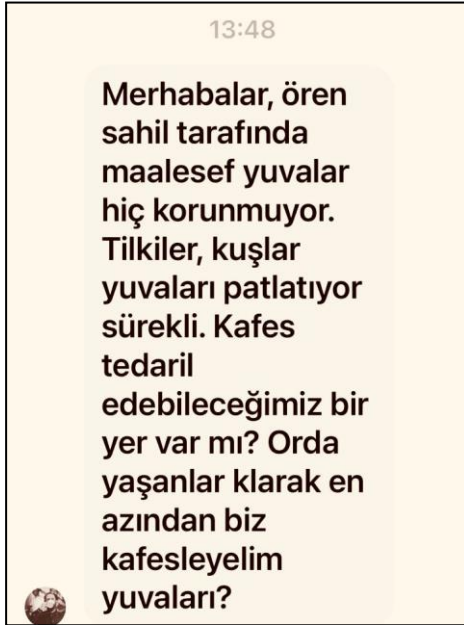 13:48
Merhabalar, ören
sahil tarafında
maalesef yuvalar
hiç korunmuyor.
Tilkiler, kuşlar
yuvaları patlatıyor
sürekli. Kafes
tedaril
edebileceğimiz bir
yer var mı? Orda
yaşanlar klarak en
azından biz
kafesleyelim
yuvaları?